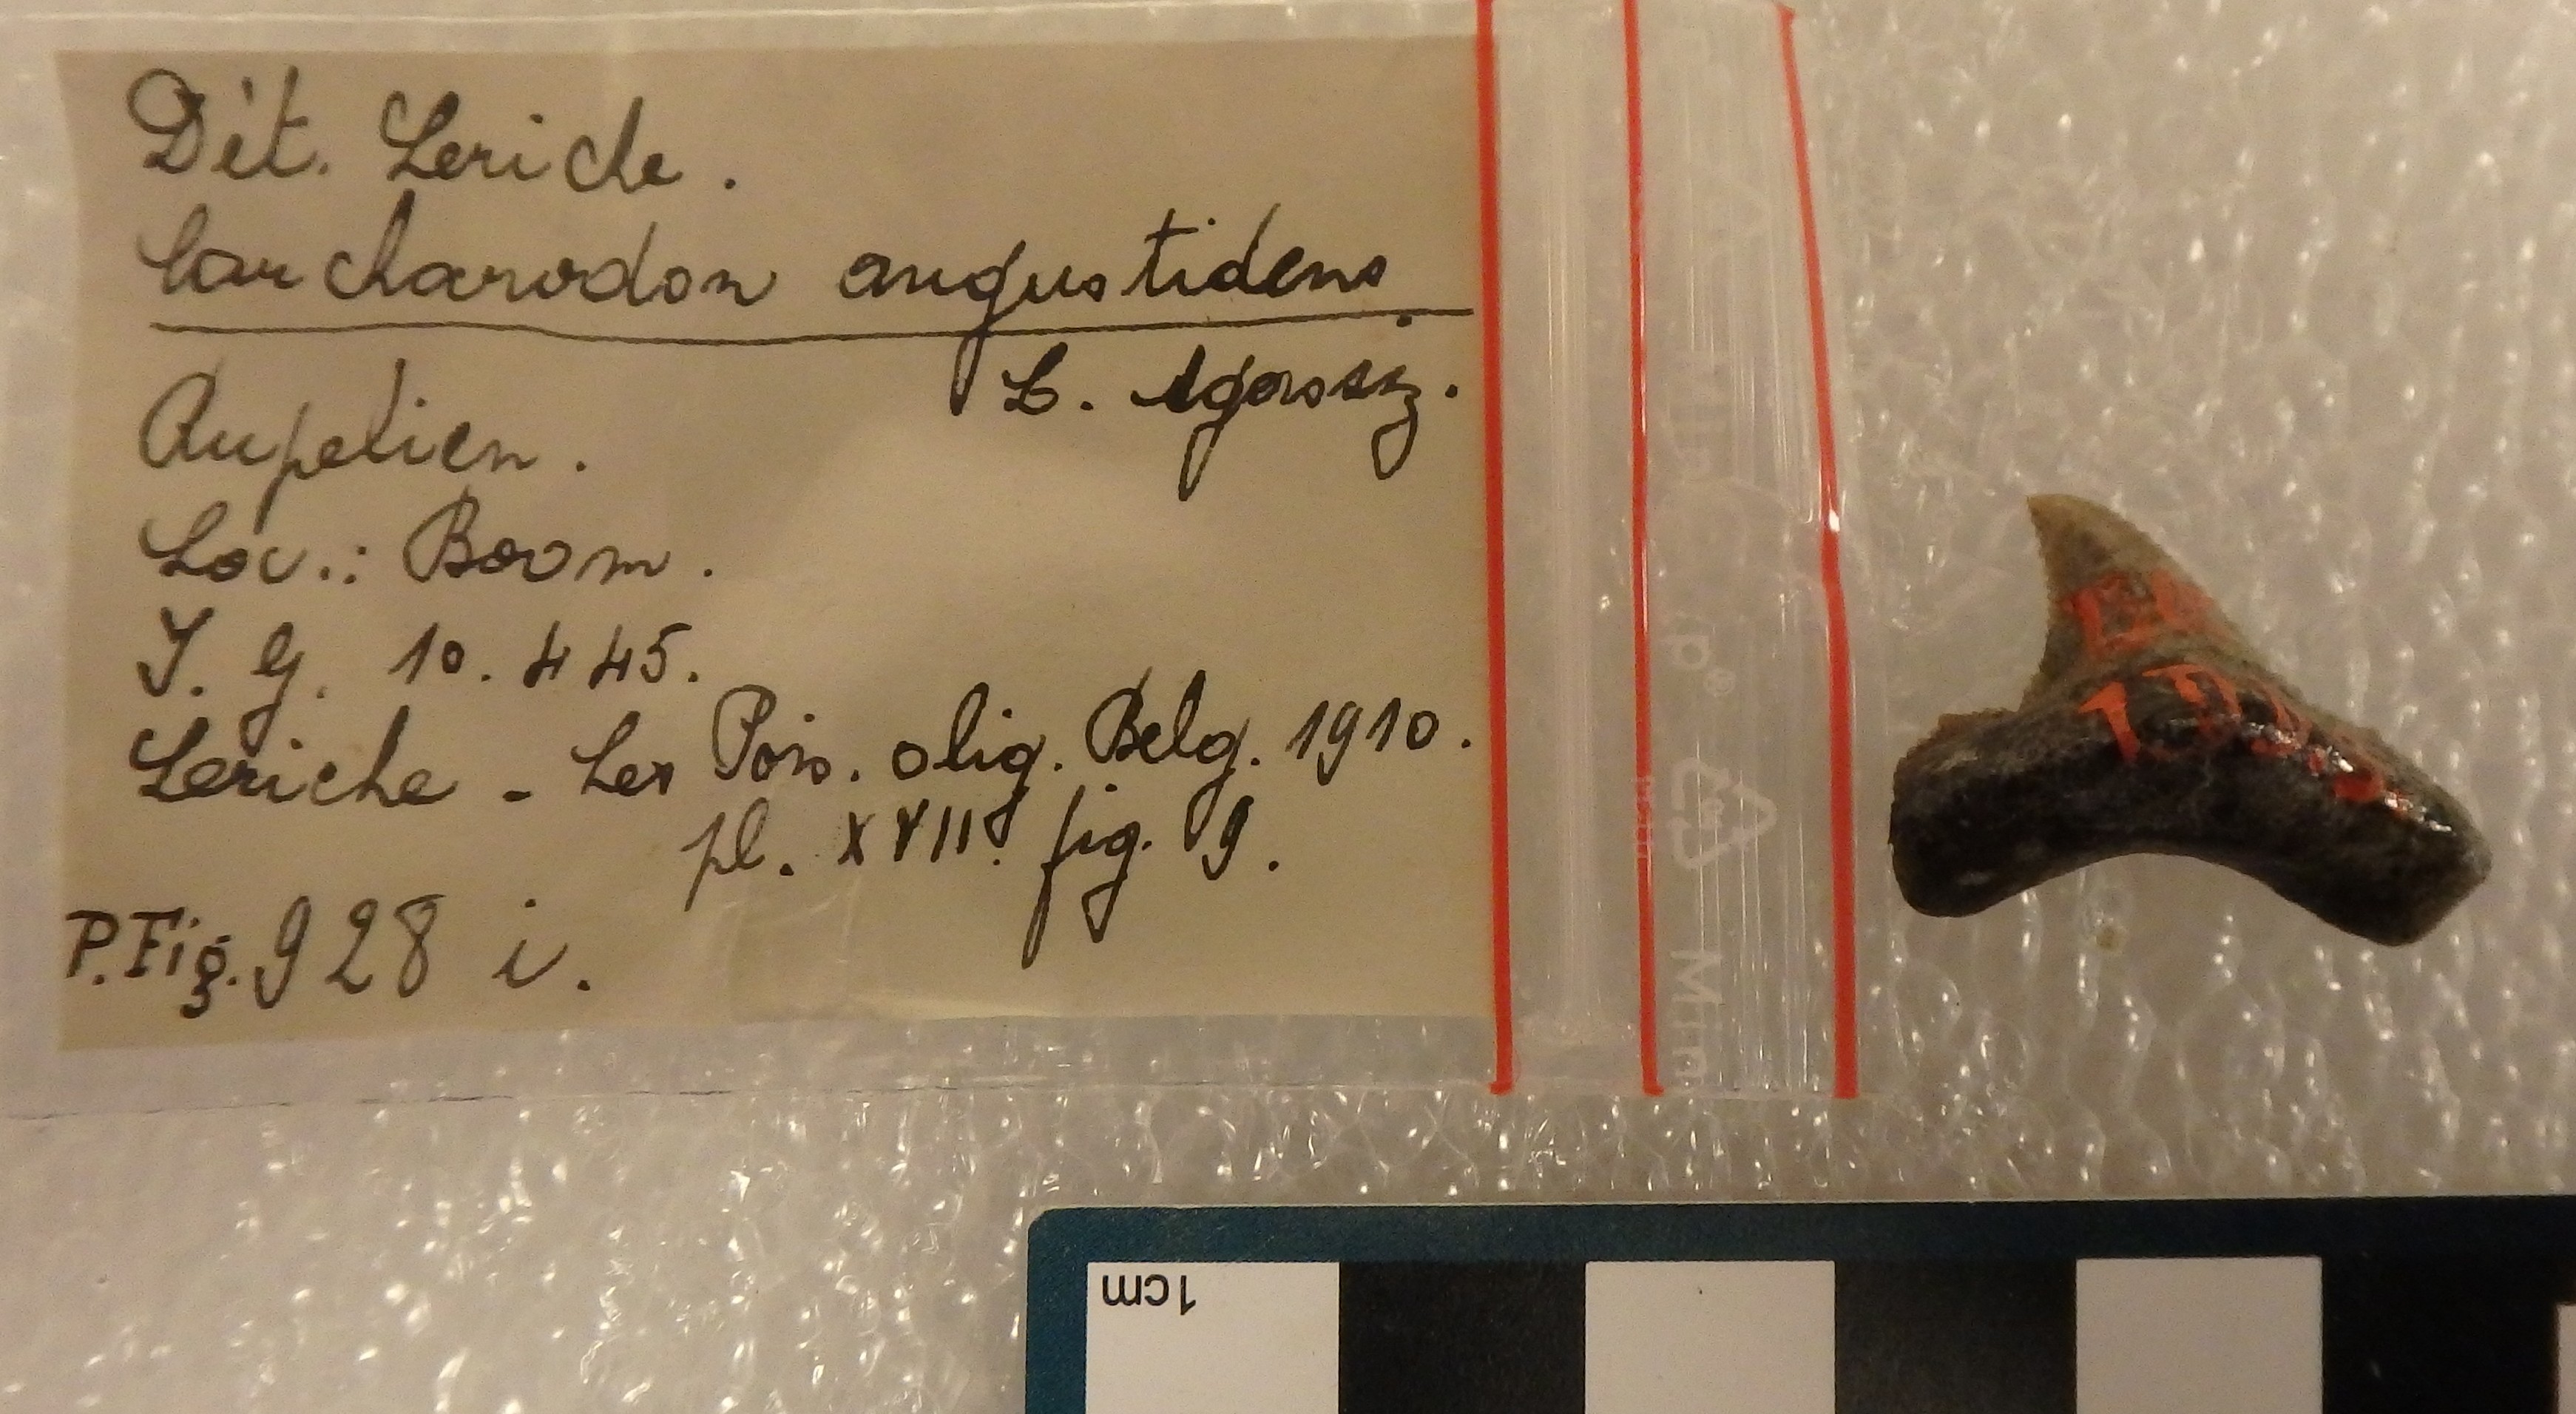 Dét. Leriche.
Carcharodon angustidens
L. Agassiz.
Rupelien.
Loc.: Boom.
I. G. 10.445.
Leriche - Les Pois. olig. Belg. 1910.
pl. XVII. fig. 9.
P.Fig. 928 i.
1cm